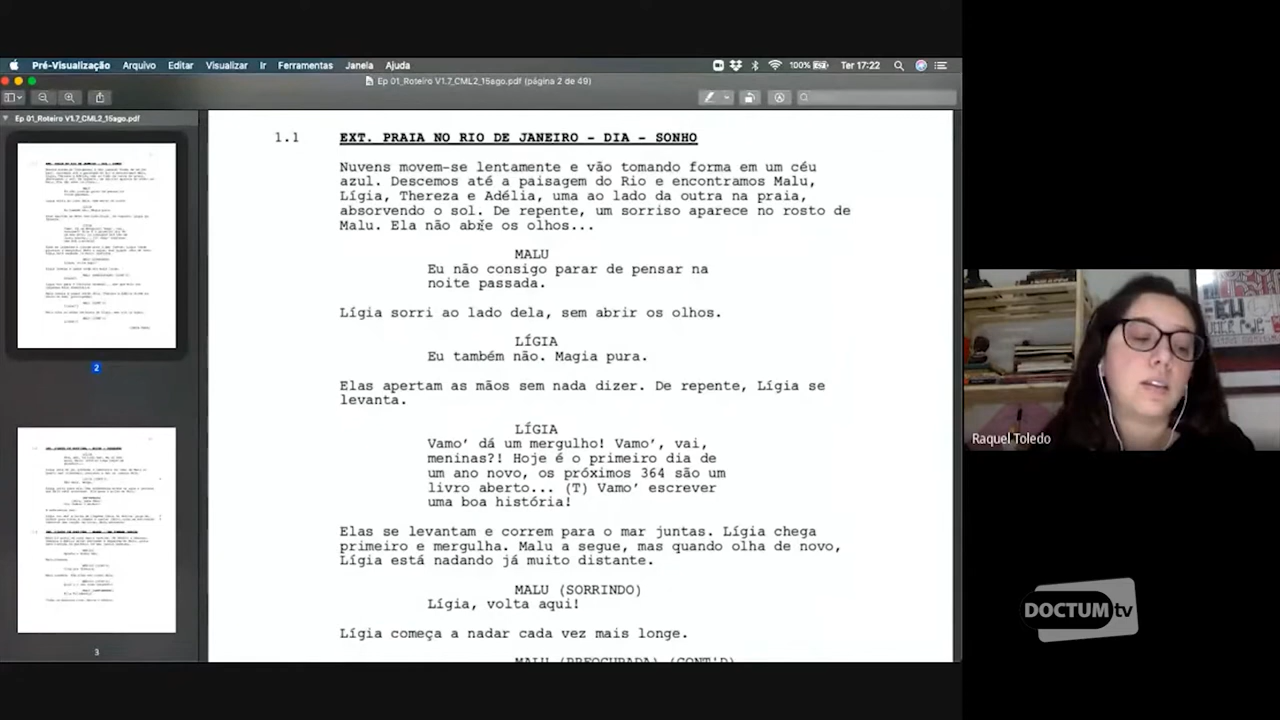 Pré-Visualização Arquivo Editar Visualizar Ir Ferramentas Janela Ajuda 100% Ter 17:22
Ep 01_Roteiro V1.7_CML2_15ago.pdf (página 2 de 49)
Ep 01_Roteiro V1.7_CML2_15ago.pdf
2
3
1.1 EXT. PRAIA NO RIO DE JANEIRO - DIA - SONHO
Nuvens movem-se lentamente e vão tomando forma em um céu
azul. Descemos até a paisagem do Rio e encontramos Malu,
Lígia, Thereza e Adélia, uma ao lado da outra na praia,
absorvendo o sol. De repente, um sorriso aparece no rosto de
Malu. Ela não abre os olhos...
MALU
Eu não consigo parar de pensar na
noite passada.
Lígia sorri ao lado dela, sem abrir os olhos.
LÍGIA
Eu também não. Magia pura.
Elas apertam as mãos sem nada dizer. De repente, Lígia se
levanta.
LÍGIA
Vamo’ dá um mergulho! Vamo’, vai,
meninas? Hoje é o primeiro dia de
um ano novo, os próximos 364 são um
livro aberto.. (T) Vamo’ escrever
uma boa história!
Elas se levantam e correm para o mar juntas. Lígia chega
primeiro e mergulha. Malu a segue, mas quando olha de novo,
Lígia está nadando já muito distante.
MALU (SORRINDO)
Lígia, volta aqui!
Lígia começa a nadar cada vez mais longe.
MALU (PREOCUPADA) (CONT'D)
Raquel Toledo
DOCTUM tv